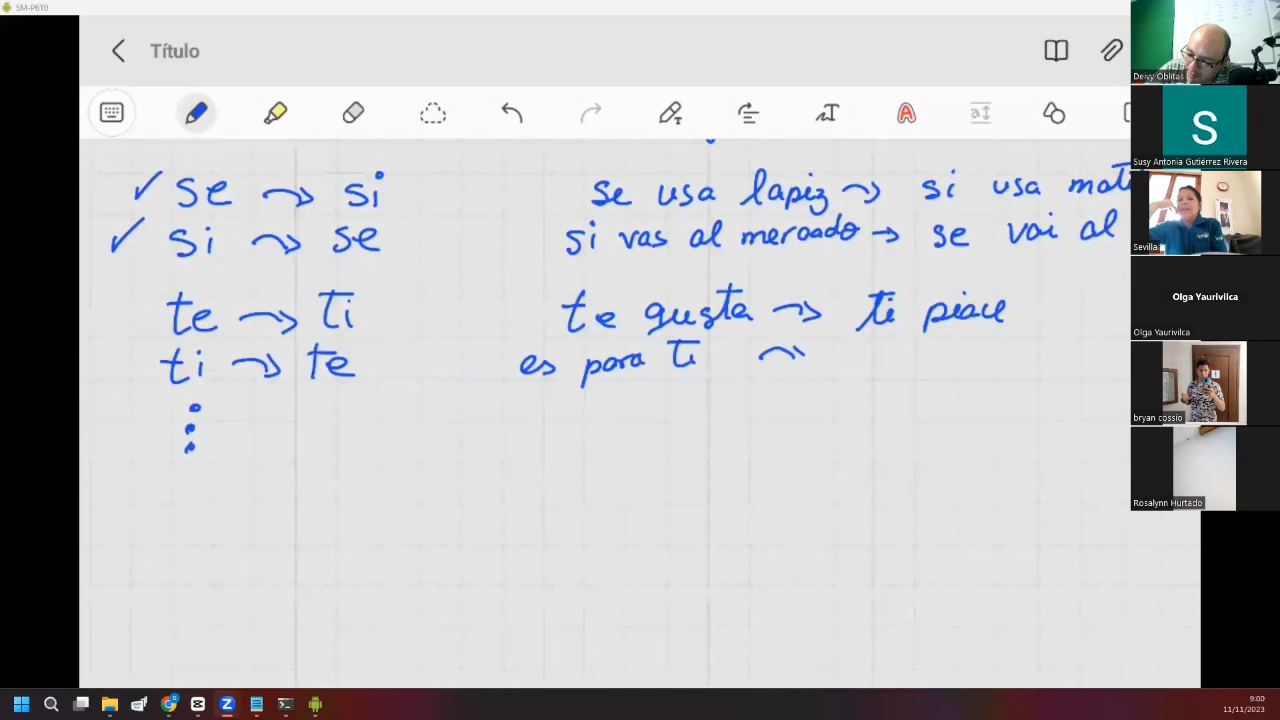 SM-P610
Título
✓ se → si se usa lapiz → si usa mati
✓ si → se si vas al mercado → se vai al
te → ti te gusta → ti piace
ti → te es para ti →
Deivy Oblitas
S
Susy Antonia Gutiérrez Rivera
Sevilla
Olga Yaurivilca
Olga Yaurivilca
bryan cossio
Rosalynn Hurtado
9:00
11/11/2023